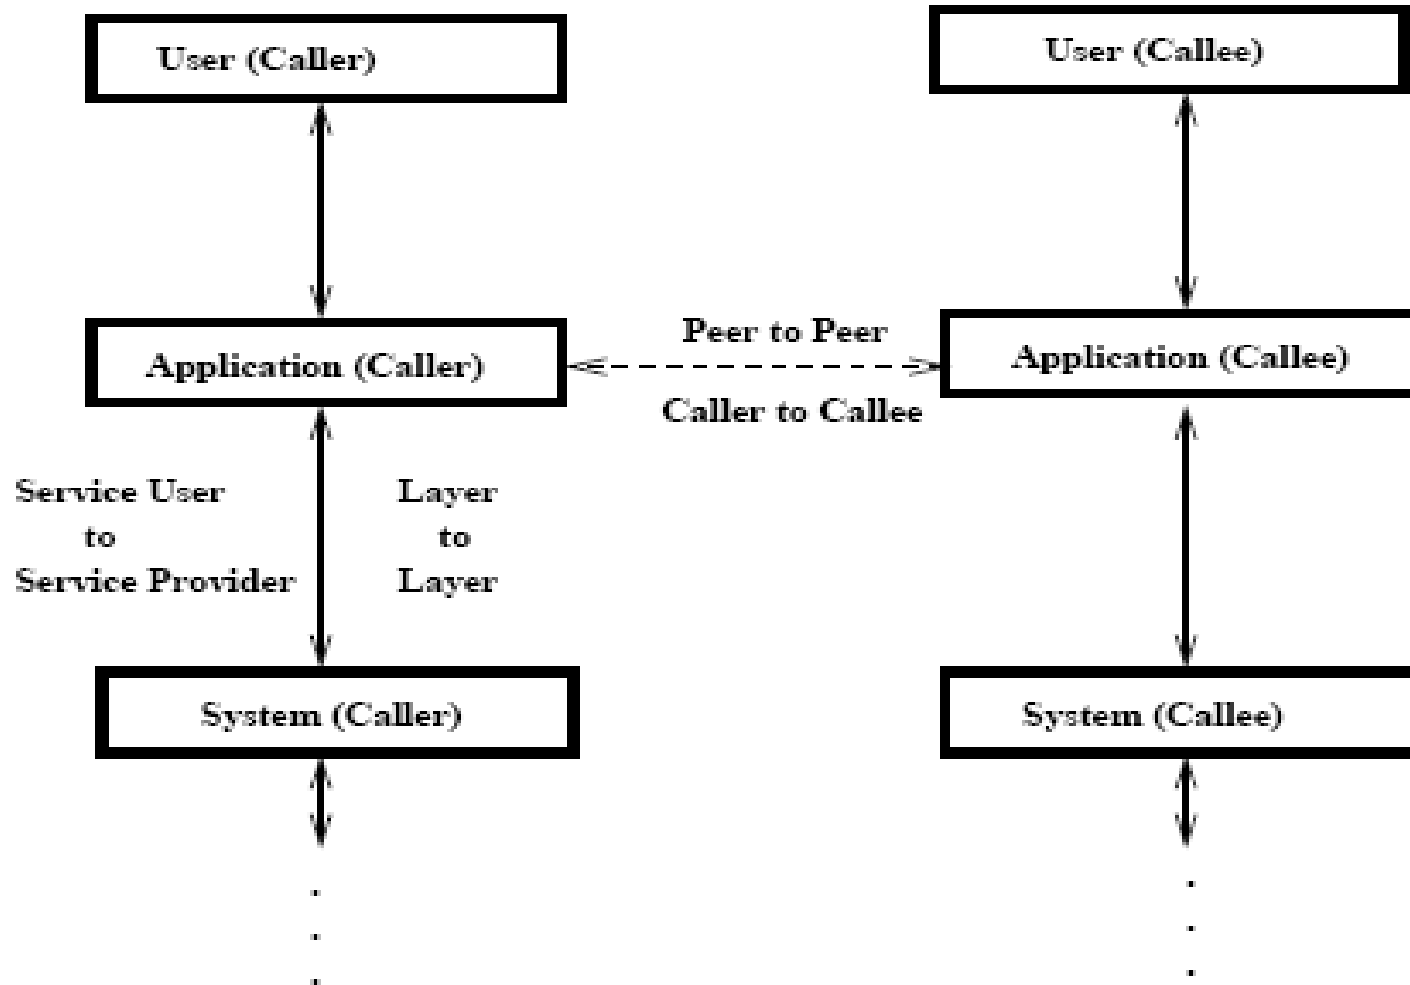 User (Caller)
User (Callee)
Peer to Peer
Application (Caller)
Application (Callee)
Caller to Callee
Service User
to
Service Provider
Layer
to
Layer
System (Caller)
System (Callee)